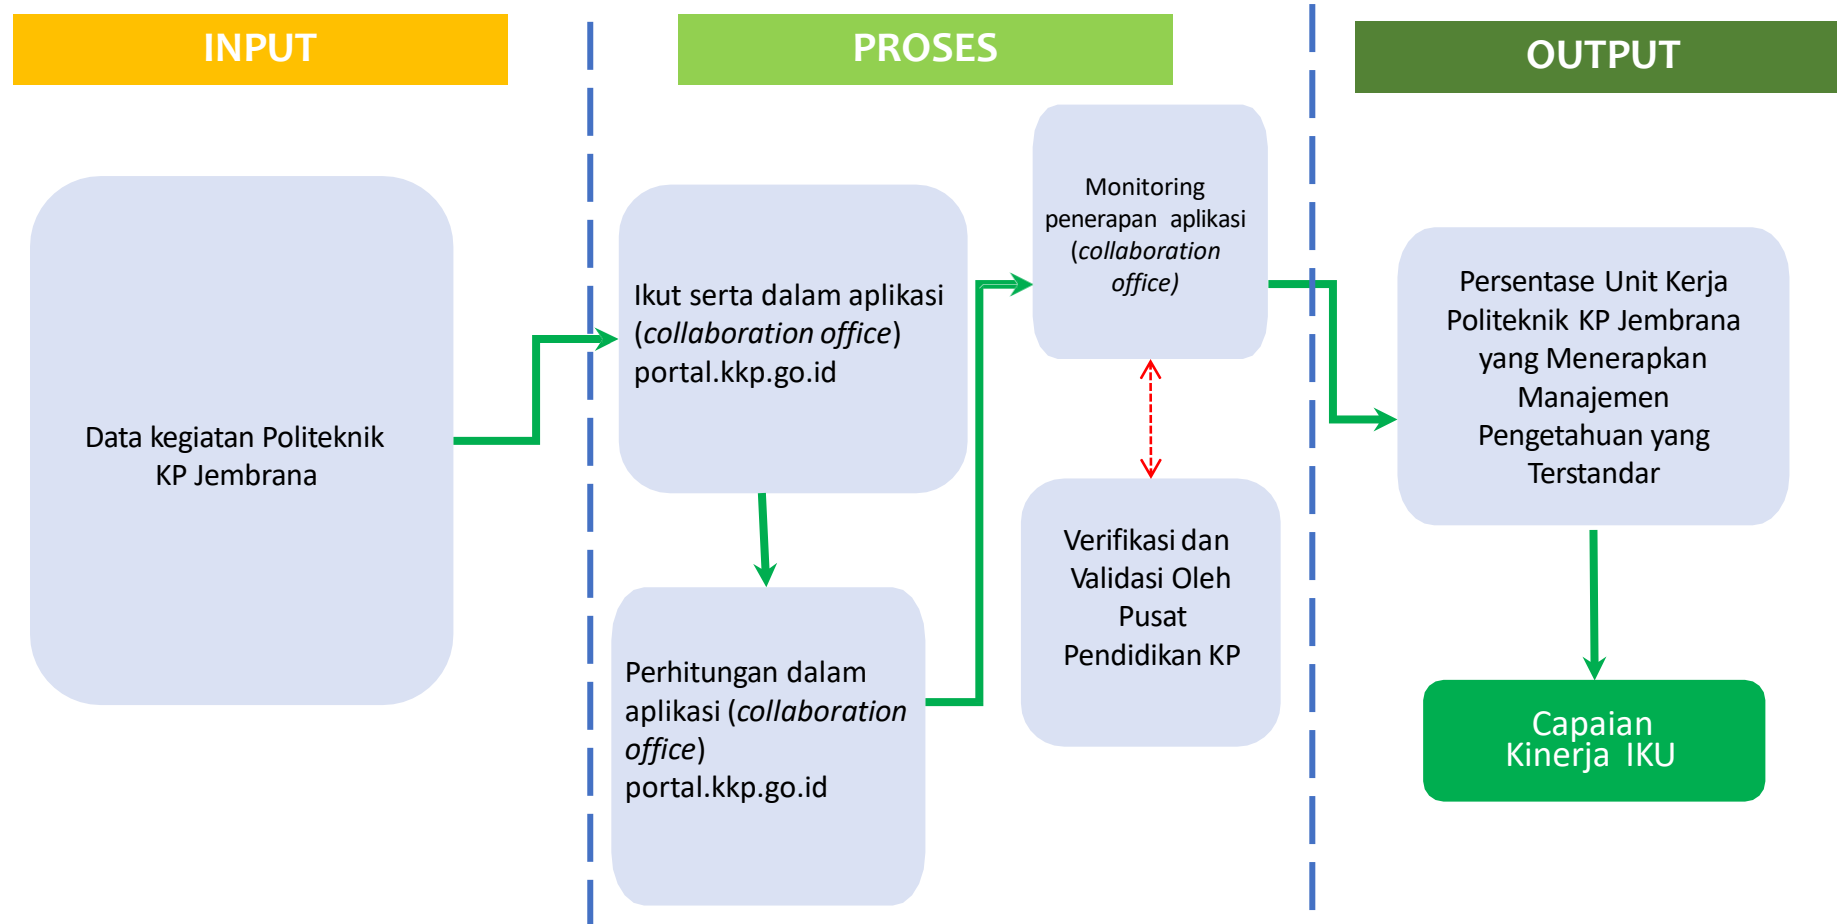 INPUT
PROSES
OUTPUT
Data kegiatan Politeknik
KP Jembrana
Ikut serta dalam aplikasi
(collaboration office)
portal.kkp.go.id
Perhitungan dalam
aplikasi (collaboration
office)
portal.kkp.go.id
Monitoring
penerapan aplikasi
(collaboration
office)
Verifikasi dan
Validasi Oleh
Pusat
Pendidikan KP
Persentase Unit Kerja
Politeknik KP Jembrana
yang Menerapkan
Manajemen
Pengetahuan yang
Terstandar
Capaian
Kinerja IKU